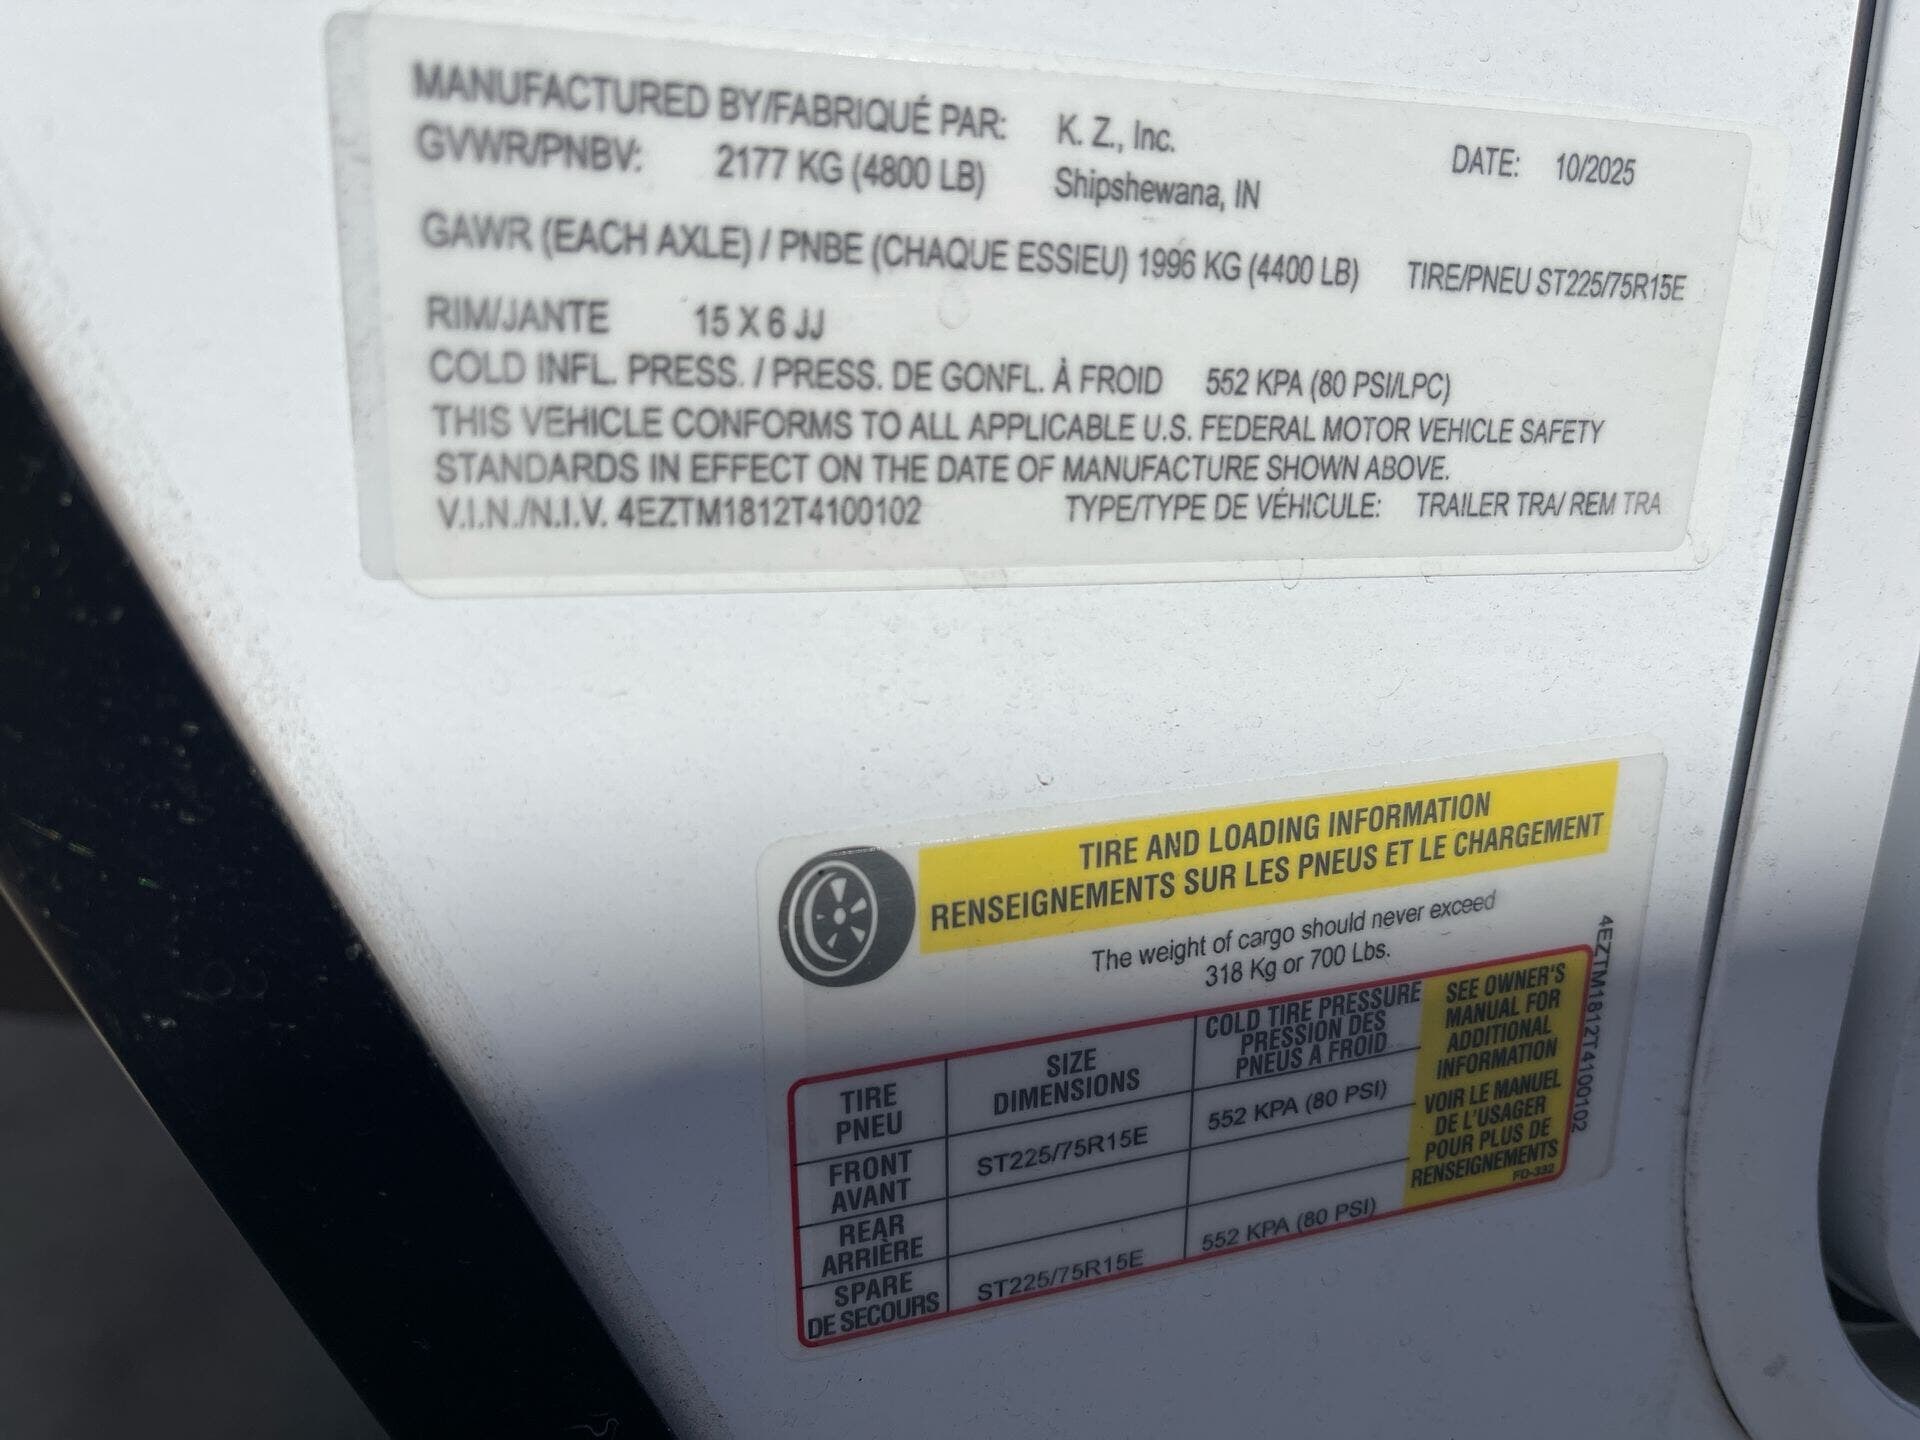 MANUFACTURED BY/FABRIQUÉ PAR: K. Z., Inc. DATE: 10/2025
GVWR/PNBV: 2177 KG (4800 LB) Shipshewana, IN
GAWR (EACH AXLE) / PNBE (CHAQUE ESSIEU) 1996 KG (4400 LB) TIRE/PNEU ST225/75R15E
RIM/JANTE 15 X 6 JJ
COLD INFL. PRESS. / PRESS. DE GONFL. À FROID 552 KPA (80 PSI/LPC)
THIS VEHICLE CONFORMS TO ALL APPLICABLE U.S. FEDERAL MOTOR VEHICLE SAFETY
STANDARDS IN EFFECT ON THE DATE OF MANUFACTURE SHOWN ABOVE.
V.I.N./N.I.V. 4EZTM1812T4100102 TYPE/TYPE DE VÉHICULE: TRAILER TRA/ REM TRA
TIRE AND LOADING INFORMATION
RENSEIGNEMENTS SUR LES PNEUS ET LE CHARGEMENT
The weight of cargo should never exceed
318 Kg or 700 Lbs.
TIRE
PNEU
SIZE
DIMENSIONS
COLD TIRE PRESSURE
PRESSION DES
PNEUS A FROID
FRONT
AVANT
ST225/75R15E
552 KPA (80 PSI)
REAR
ARRIÈRE
SPARE
DE SECOURS
ST225/75R15E
552 KPA (80 PSI)
SEE OWNER'S
MANUAL FOR
ADDITIONAL
INFORMATION
VOIR LE MANUEL
DE L'USAGER
POUR PLUS DE
RENSEIGNEMENTS
FD-332
4EZTM1812T4100102